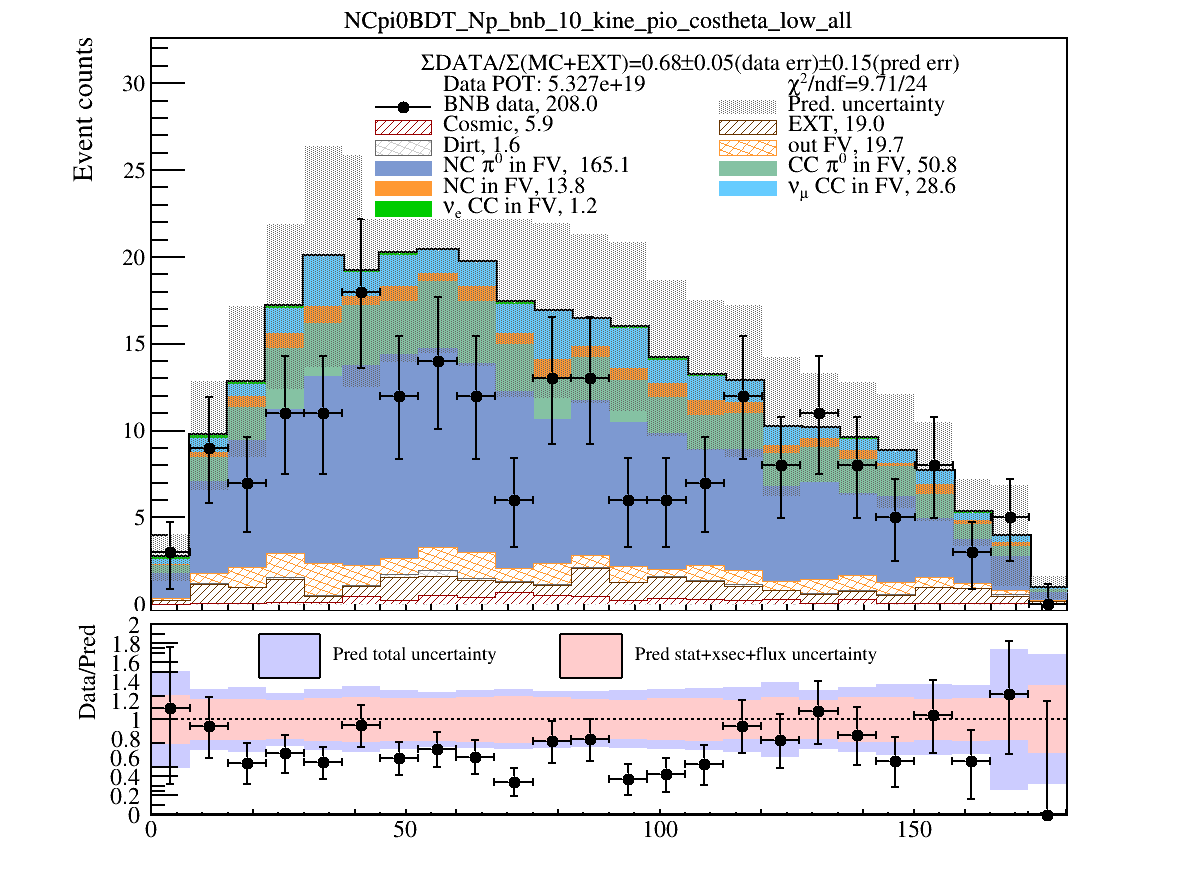 NCpi0BDT_Np_bnb_10_kine_pio_costheta_low_all
ΣDATA/Σ(MC+EXT)=0.68±0.05(data err)±0.15(pred err)
Data POT: 5.327e+19
χ²/ndf=9.71/24
BNB data, 208.0
Pred. uncertainty
Cosmic, 5.9
EXT, 19.0
Dirt, 1.6
out FV, 19.7
NC π⁰ in FV, 165.1
CC π⁰ in FV, 50.8
NC in FV, 13.8
νμ CC in FV, 28.6
νe CC in FV, 1.2
Event counts
30
25
20
15
10
5
0
Pred total uncertainty
Pred stat+xsec+flux uncertainty
Data/Pred
2
1.8
1.6
1.4
1.2
1
0.8
0.6
0.4
0.2
0
0
50
100
150